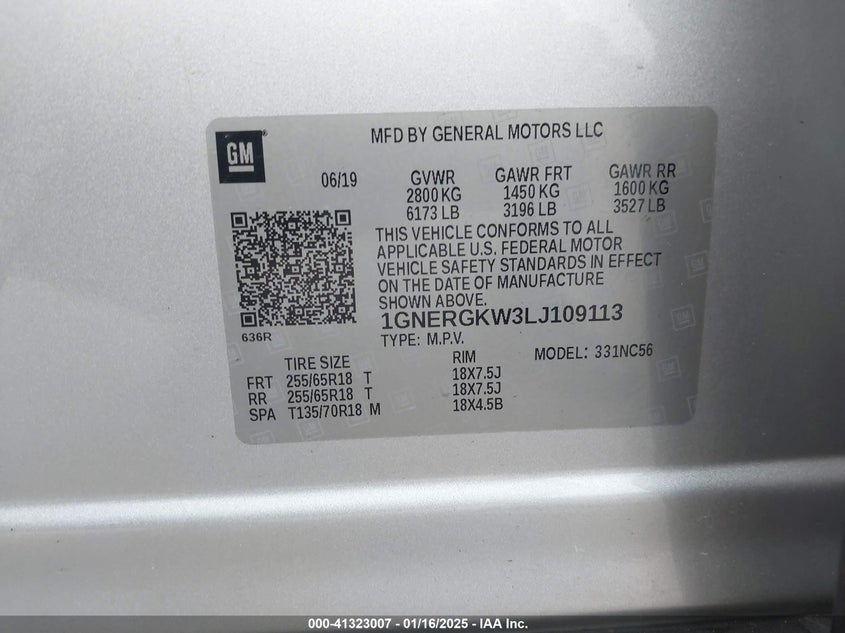 GM
MFD BY GENERAL MOTORS LLC
06/19
GVWR GAWR FRT GAWR RR
2800 KG 1450 KG 1600 KG
6173 LB 3196 LB 3527 LB
THIS VEHICLE CONFORMS TO ALL
APPLICABLE U.S. FEDERAL MOTOR
VEHICLE SAFETY STANDARDS IN EFFECT
ON THE DATE OF MANUFACTURE
SHOWN ABOVE.
1GNERGKW3LJ109113
636R
TYPE: M.P.V.
TIRE SIZE RIM MODEL: 331NC56
FRT 255/65R18 T 18X7.5J
RR 255/65R18 T 18X7.5J
SPA T135/70R18 M 18X4.5B
000-41323007 - 01/16/2025 - IAA Inc.